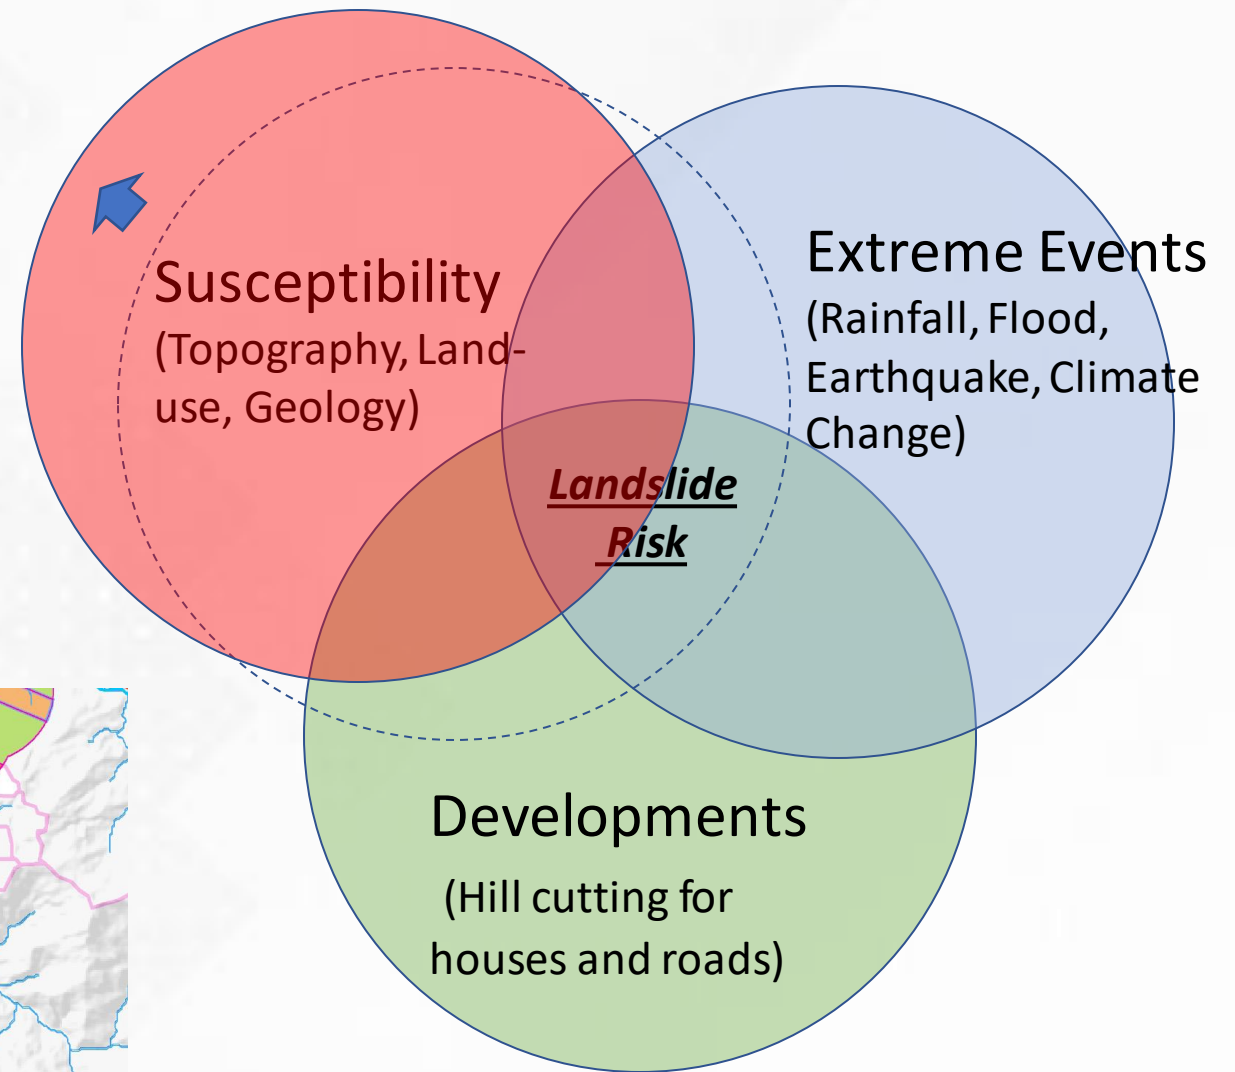 Susceptibility
(Topography, Land-
use, Geology)
Extreme Events
(Rainfall, Flood,
Earthquake, Climate
Change)
Landslide
Risk
Developments
(Hill cutting for
houses and roads)